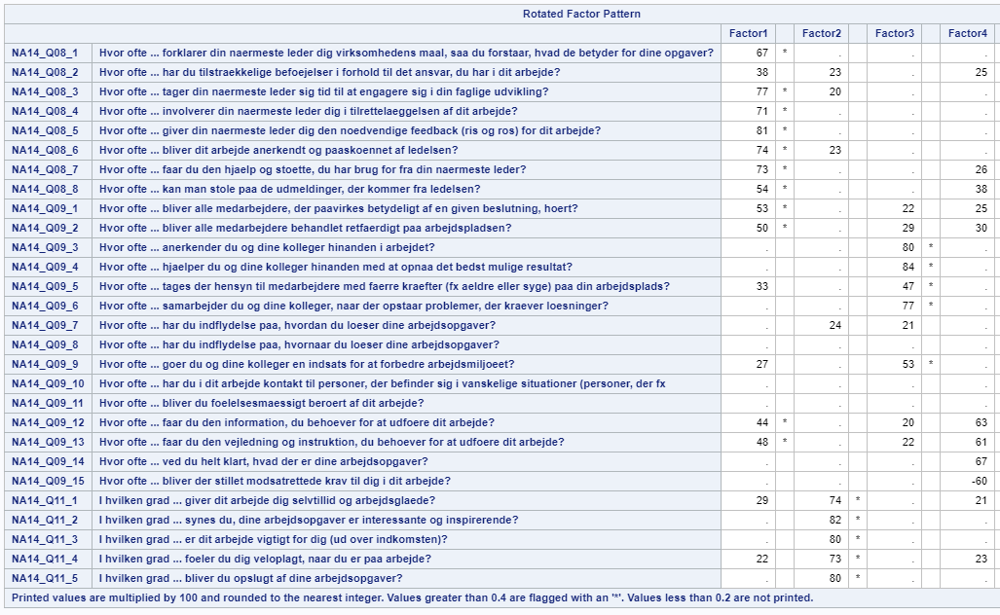 Rotated Factor Pattern
Factor1 Factor2 Factor3 Factor4
NA14_Q08_1 Hvor ofte ... forklarer din naermeste leder dig virksomhedens maal, saa du forstaar, hvad de betyder for dine opgaver? 67 * . . .
NA14_Q08_2 Hvor ofte ... har du tilstraekkelige befoejelser i forhold til det ansvar, du har i dit arbejde? 38 23 . 25
NA14_Q08_3 Hvor ofte ... tager din naermeste leder sig tid til at engagere sig i din faglige udvikling? 77 * 20 . .
NA14_Q08_4 Hvor ofte ... involverer din naermeste leder dig i tilrettelaeggelsen af dit arbejde? 71 * . . .
NA14_Q08_5 Hvor ofte ... giver din naermeste leder dig den noedvendige feedback (ris og ros) for dit arbejde? 81 * . . .
NA14_Q08_6 Hvor ofte ... bliver dit arbejde anerkendt og paaskoennet af ledelsen? 74 * 23 . .
NA14_Q08_7 Hvor ofte ... faar du den hjaelp og stoette, du har brug for fra din naermeste leder? 73 * . . 26
NA14_Q08_8 Hvor ofte ... kan man stole paa de udmeldinger, der kommer fra ledelsen? 54 * . . 38
NA14_Q09_1 Hvor ofte ... bliver alle medarbejdere, der paavirkes betydeligt af en given beslutning, hoert? 53 * . 22 25
NA14_Q09_2 Hvor ofte ... bliver alle medarbejdere behandlet retfaerdigt paa arbejdspladsen? 50 * . 29 30
NA14_Q09_3 Hvor ofte ... anerkender du og dine kolleger hinanden i arbejdet? . . 80 * .
NA14_Q09_4 Hvor ofte ... hjaelper du og dine kolleger hinanden med at opnaa det bedst mulige resultat? . . 84 * .
NA14_Q09_5 Hvor ofte ... tages der hensyn til medarbejdere med faerre kraefter (fx aeldre eller syge) paa din arbejdsplads? 33 . 47 * .
NA14_Q09_6 Hvor ofte ... samarbejder du og dine kolleger, naar der opstaar problemer, der kraever loesninger? . . 77 * .
NA14_Q09_7 Hvor ofte ... har du indflydelse paa, hvordan du loeser dine arbejdsopgaver? . 24 21 .
NA14_Q09_8 Hvor ofte ... har du indflydelse paa, hvornaar du loeser dine arbejdsopgaver? . . . .
NA14_Q09_9 Hvor ofte ... goer du og dine kolleger en indsats for at forbedre arbejdsmiljoeet? 27 . 53 * .
NA14_Q09_10 Hvor ofte ... har du i dit arbejde kontakt til personer, der befinder sig i vanskelige situationer (personer, der fx . . . .
NA14_Q09_11 Hvor ofte ... bliver du foelelsesmaessigt beroert af dit arbejde? . . . .
NA14_Q09_12 Hvor ofte ... faar du den information, du behoever for at udfoere dit arbejde? 44 * . 20 63
NA14_Q09_13 Hvor ofte ... faar du den vejledning og instruktion, du behoever for at udfoere dit arbejde? 48 * . 22 61
NA14_Q09_14 Hvor ofte ... ved du helt klart, hvad der er dine arbejdsopgaver? . . . 67
NA14_Q09_15 Hvor ofte ... bliver der stillet modsatrettede krav til dig i dit arbejde? . . . -60
NA14_Q11_1 I hvilken grad ... giver dit arbejde dig selvtillid og arbejdsglaede? 29 74 * . 21
NA14_Q11_2 I hvilken grad ... synes du, dine arbejdsopgaver er interessante og inspirerende? . 82 * . .
NA14_Q11_3 I hvilken grad ... er dit arbejde vigtigt for dig (ud over indkomsten)? . 80 * . .
NA14_Q11_4 I hvilken grad ... foeler du dig veloplagt, naar du er paa arbejde? 22 73 * . 23
NA14_Q11_5 I hvilken grad ... bliver du opslugt af dine arbejdsopgaver? . 80 * . .
Printed values are multiplied by 100 and rounded to the nearest integer. Values greater than 0.4 are flagged with an '*'. Values less than 0.2 are not printed.